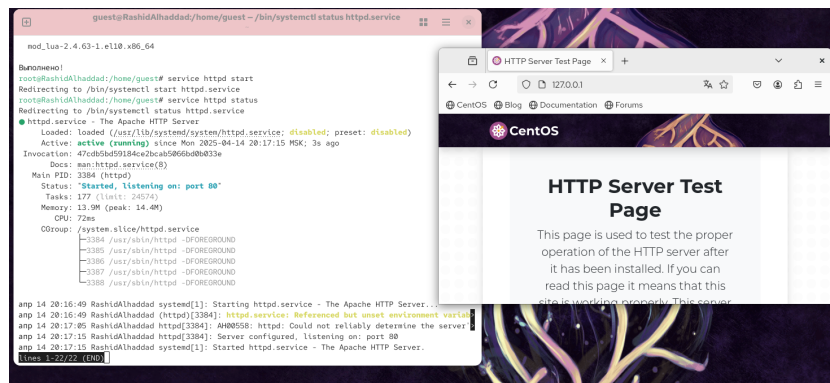 guest@RashidAlhaddad:/home/guest — /bin/systemctl status httpd.service
mod_lua-2.4.63-1.el10.x86_64
Выполнено!
root@RashidAlhaddad:/home/guest# service httpd start
Redirecting to /bin/systemctl start httpd.service
root@RashidAlhaddad:/home/guest# service httpd status
Redirecting to /bin/systemctl status httpd.service
● httpd.service - The Apache HTTP Server
Loaded: loaded (/usr/lib/systemd/system/httpd.service; disabled; preset: disabled)
Active: active (running) since Mon 2025-04-14 20:17:15 MSK; 3s ago
Invocation: 47cdb5bd59184ce2bcab5066bd0b033e
Docs: man:httpd.service(8)
Main PID: 3384 (httpd)
Status: "Started, listening on: port 80"
Tasks: 177 (limit: 24574)
Memory: 13.9M (peak: 14.4M)
CPU: 72ms
CGroup: /system.slice/httpd.service
├─3384 /usr/sbin/httpd -DFOREGROUND
├─3385 /usr/sbin/httpd -DFOREGROUND
├─3386 /usr/sbin/httpd -DFOREGROUND
├─3387 /usr/sbin/httpd -DFOREGROUND
└─3388 /usr/sbin/httpd -DFOREGROUND
апр 14 20:16:49 RashidAlhaddad systemd[1]: Starting httpd.service - The Apache HTTP Server...
апр 14 20:16:49 RashidAlhaddad (httpd)[3384]: httpd.service: Referenced but unset environment variab>
апр 14 20:17:05 RashidAlhaddad httpd[3384]: AH00558: httpd: Could not reliably determine the server'>
апр 14 20:17:15 RashidAlhaddad httpd[3384]: Server configured, listening on: port 80
апр 14 20:17:15 RashidAlhaddad systemd[1]: Started httpd.service - The Apache HTTP Server.
lines 1-22/22 (END)
HTTP Server Test Page
127.0.0.1
CentOS Blog Documentation Forums
CentOS
HTTP Server Test
Page
This page is used to test the proper
operation of the HTTP server after
it has been installed. If you can
read this page it means that this
site is working properly. This server